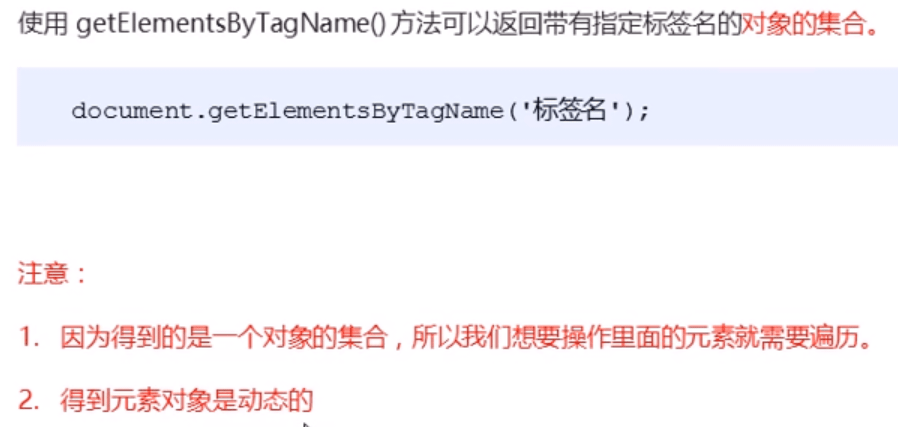 使用 getElementsByTagName() 方法可以返回带有指定标签名的对象的集合。
document.getElementsByTagName('标签名');
注意：
1. 因为得到的是一个对象的集合，所以我们想要操作里面的元素就需要遍历。
2. 得到元素对象是动态的